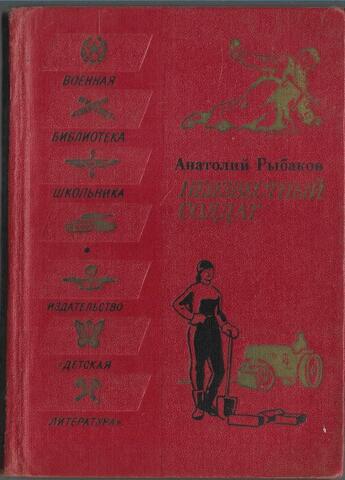 ВОЕННАЯ
БИБЛИОТЕКА
ШКОЛЬНИКА
ИЗДАТЕЛЬСТВО
«ДЕТСКАЯ
ЛИТЕРАТУРА»
Анатолий Рыбаков
НЕИЗВЕСТНЫЙ
СОЛДАТ